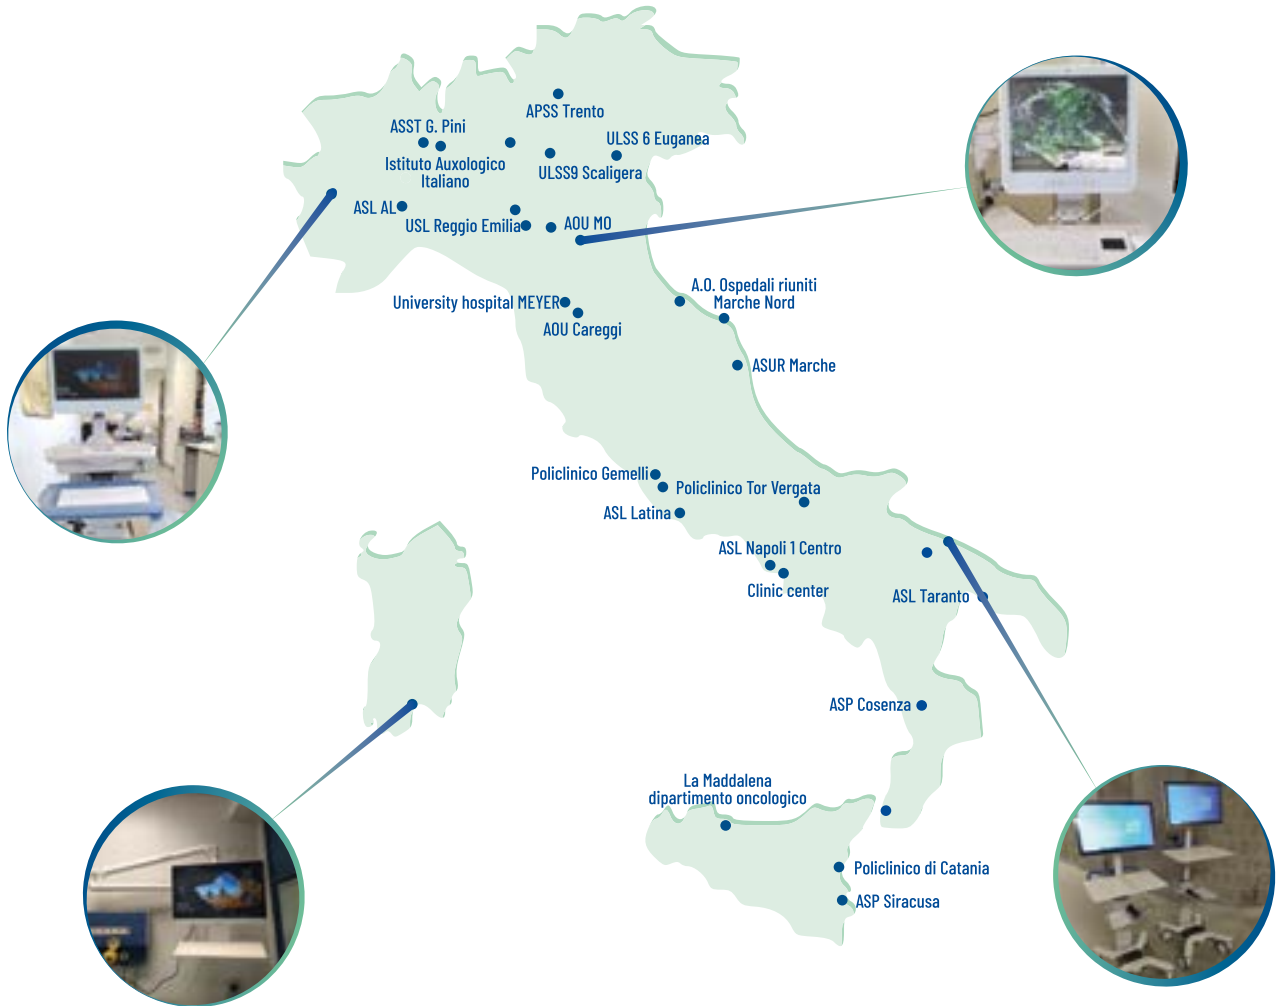 APSS Trento
ASST G. Pini
ULSS 6 Euganea
Istituto Auxologico
Italiano
ULSS9 Scaligera
ASL AL
USL Reggio Emilia
AOU MO
A.O. Ospedali riuniti
Marche Nord
University hospital MEYER
AOU Careggi
ASUR Marche
Policlinico Gemelli
Policlinico Tor Vergata
ASL Latina
ASL Napoli 1 Centro
Clinic center
ASL Taranto
ASP Cosenza
La Maddalena
dipartimento oncologico
Policlinico di Catania
ASP Siracusa